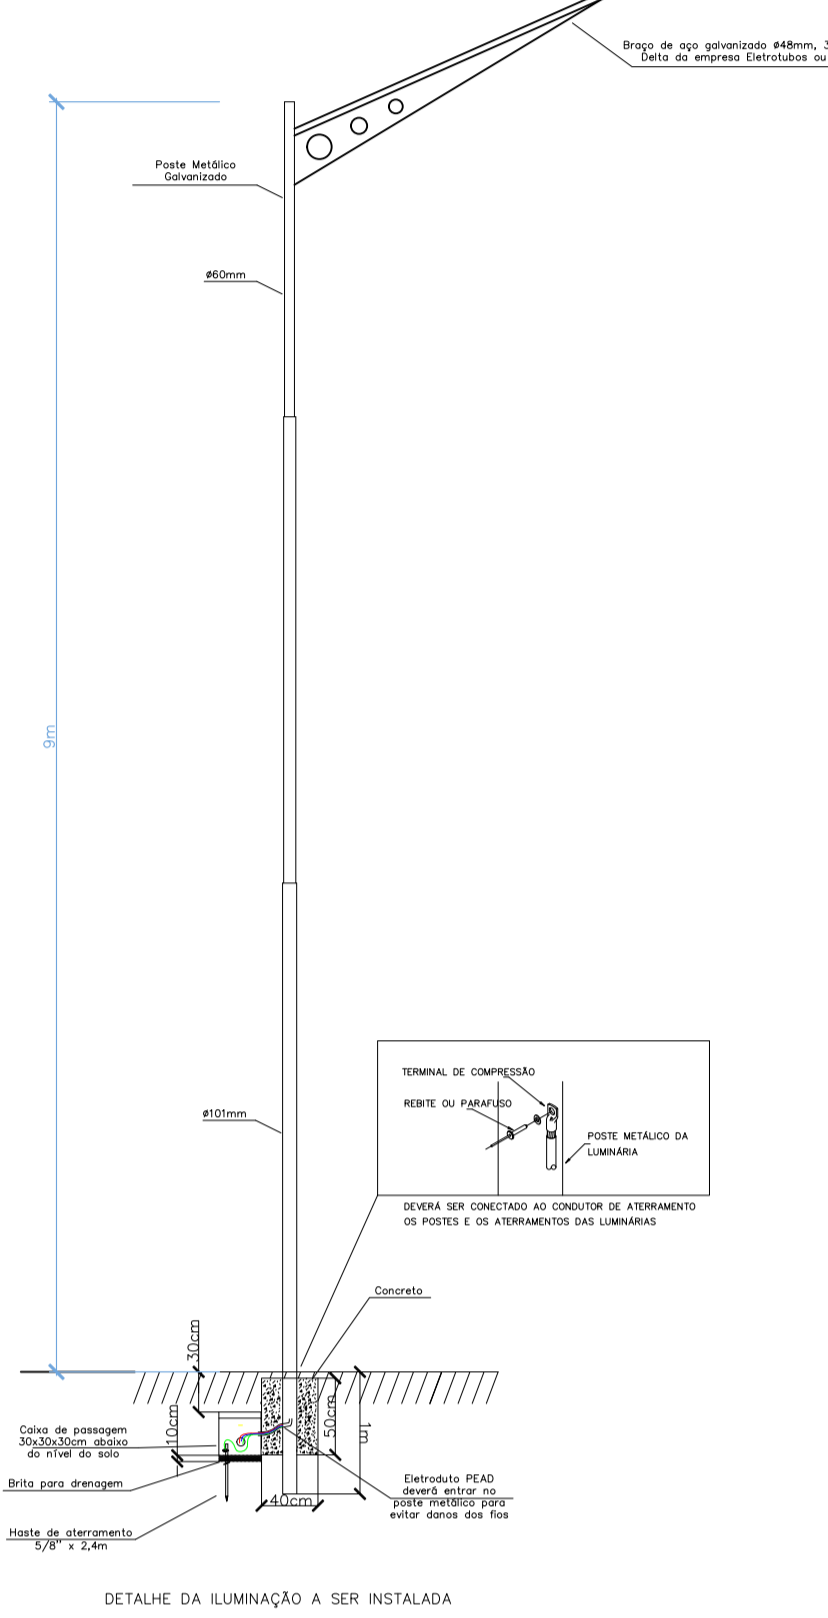 Braço de aço galvanizado ø48mm, 3
Delta da empresa Eletrotubos ou
Poste Metálico
Galvanizado
ø60mm
9m
ø101mm
TERMINAL DE COMPRESSÃO
REBITE OU PARAFUSO
POSTE METÁLICO DA
LUMINÁRIA
DEVERÁ SER CONECTADO AO CONDUTOR DE ATERRAMENTO
OS POSTES E OS ATERRAMENTOS DAS LUMINÁRIAS
Concreto
30cm
10cm
50cm
1m
40cm
Caixa de passagem
30x30x30cm abaixo
do nível do solo
Brita para drenagem
Haste de aterramento
5/8" x 2,4m
Eletroduto PEAD
deverá entrar no
poste metálico para
evitar danos dos fios
DETALHE DA ILUMINAÇÃO A SER INSTALADA